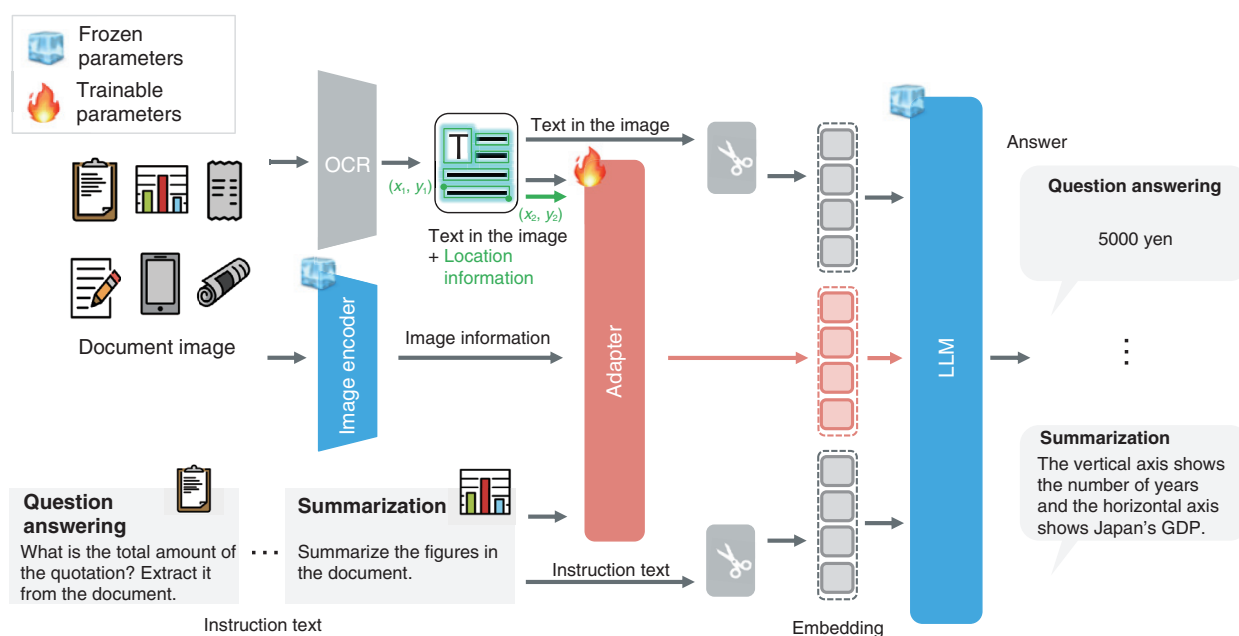 Frozen
parameters
Trainable
parameters
OCR
T
(x₁, y₁)
(x₂, y₂)
Text in the image
Text in the image
+ Location
information
Document image
Image encoder
Image information
Adapter
LLM
Answer
Question answering
5000 yen
⋮
Summarization
The vertical axis shows
the number of years
and the horizontal axis
shows Japan's GDP.
Question
answering
What is the total amount of
the quotation? Extract it
from the document.
···
Summarization
Summarize the figures in
the document.
Instruction text
Instruction text
Embedding